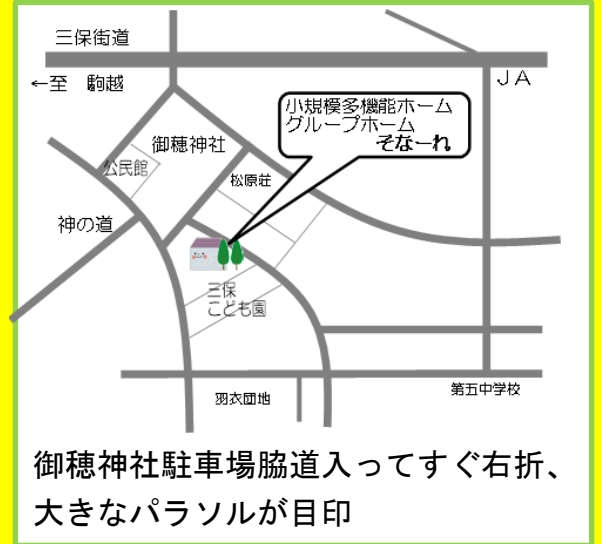 三保街道
←至 駒越
JA
小規模多機能ホーム
グループホーム
そなーれ
御穂神社
公民館
松原荘
神の道
三保
こども園
羽衣団地
第五中学校
御穂神社駐車場脇道入ってすぐ右折、
大きなパラソルが目印